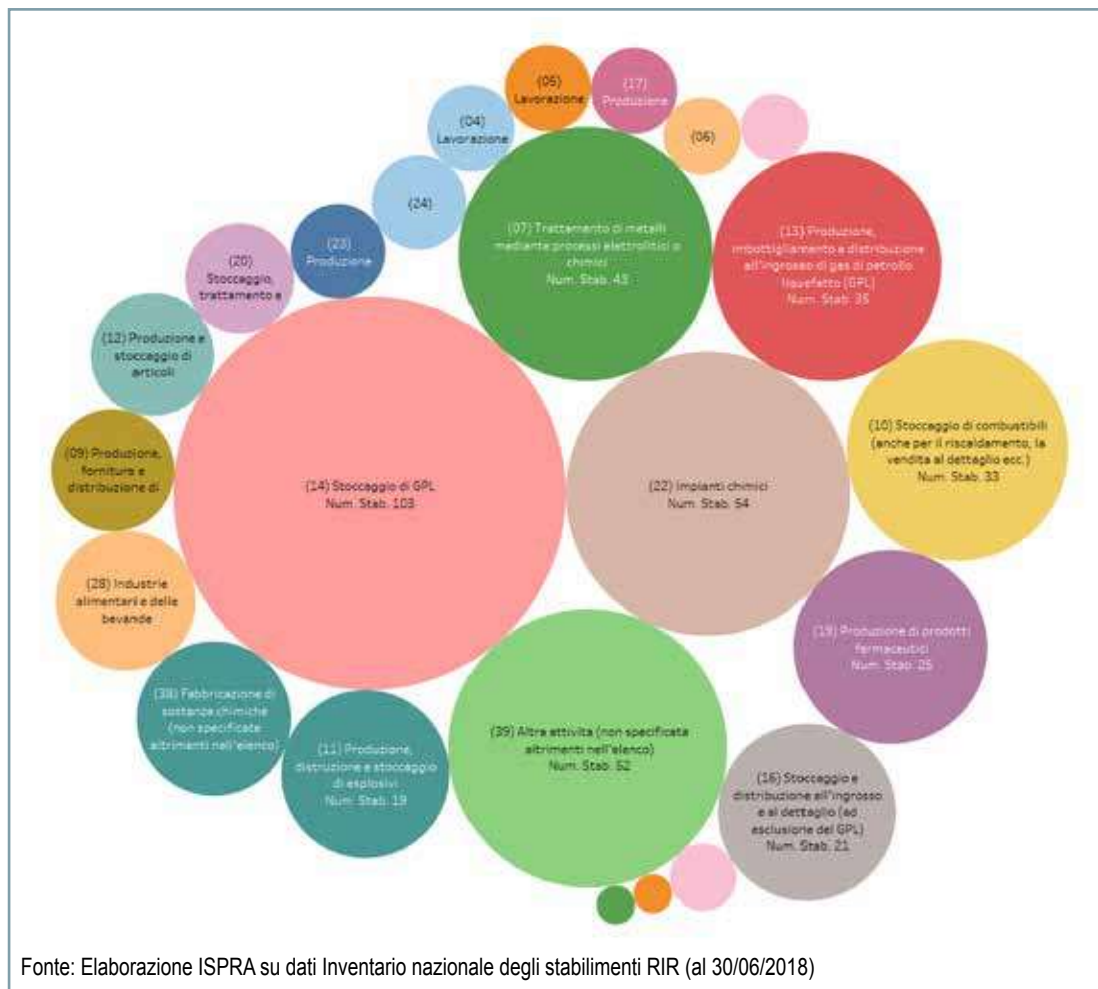 (05)
Lavorazione
(17)
Produzione
(04)
Lavorazione
(06)
(24)
(07) Trattamento di metalli
mediante processi elettrolitici o
chimici
Num. Stab. 43
(13) Produzione,
imbottigliamento e distribuzione
all'ingrosso di gas di petrolio
liquefatto (GPL)
Num. Stab. 35
(23)
Produzione
(20)
Stoccaggio,
trattamento e
(12) Produzione e
stoccaggio di
articoli
(10) Stoccaggio di combustibili
(anche per il riscaldamento, la
vendita al dettaglio ecc.)
Num. Stab. 33
(09) Produzione,
fornitura e
distribuzione di
(14) Stoccaggio di GPL
Num. Stab. 103
(22) Impianti chimici
Num. Stab. 54
(28) Industrie
alimentari e delle
bevande
(19) Produzione di prodotti
farmaceutici
Num. Stab. 25
(38) Fabbricazione di
sostanze chimiche
(non specificate
altrimenti nell'elenco)
(11) Produzione,
distruzione e stoccaggio
di esplosivi
Num. Stab. 19
(39) Altra attività (non specificata
altrimenti nell'elenco)
Num. Stab. 52
(16) Stoccaggio e
distribuzione all'ingrosso
e al dettaglio (ad
esclusione del GPL)
Num. Stab. 21
Fonte: Elaborazione ISPRA su dati Inventario nazionale degli stabilimenti RIR (al 30/06/2018)